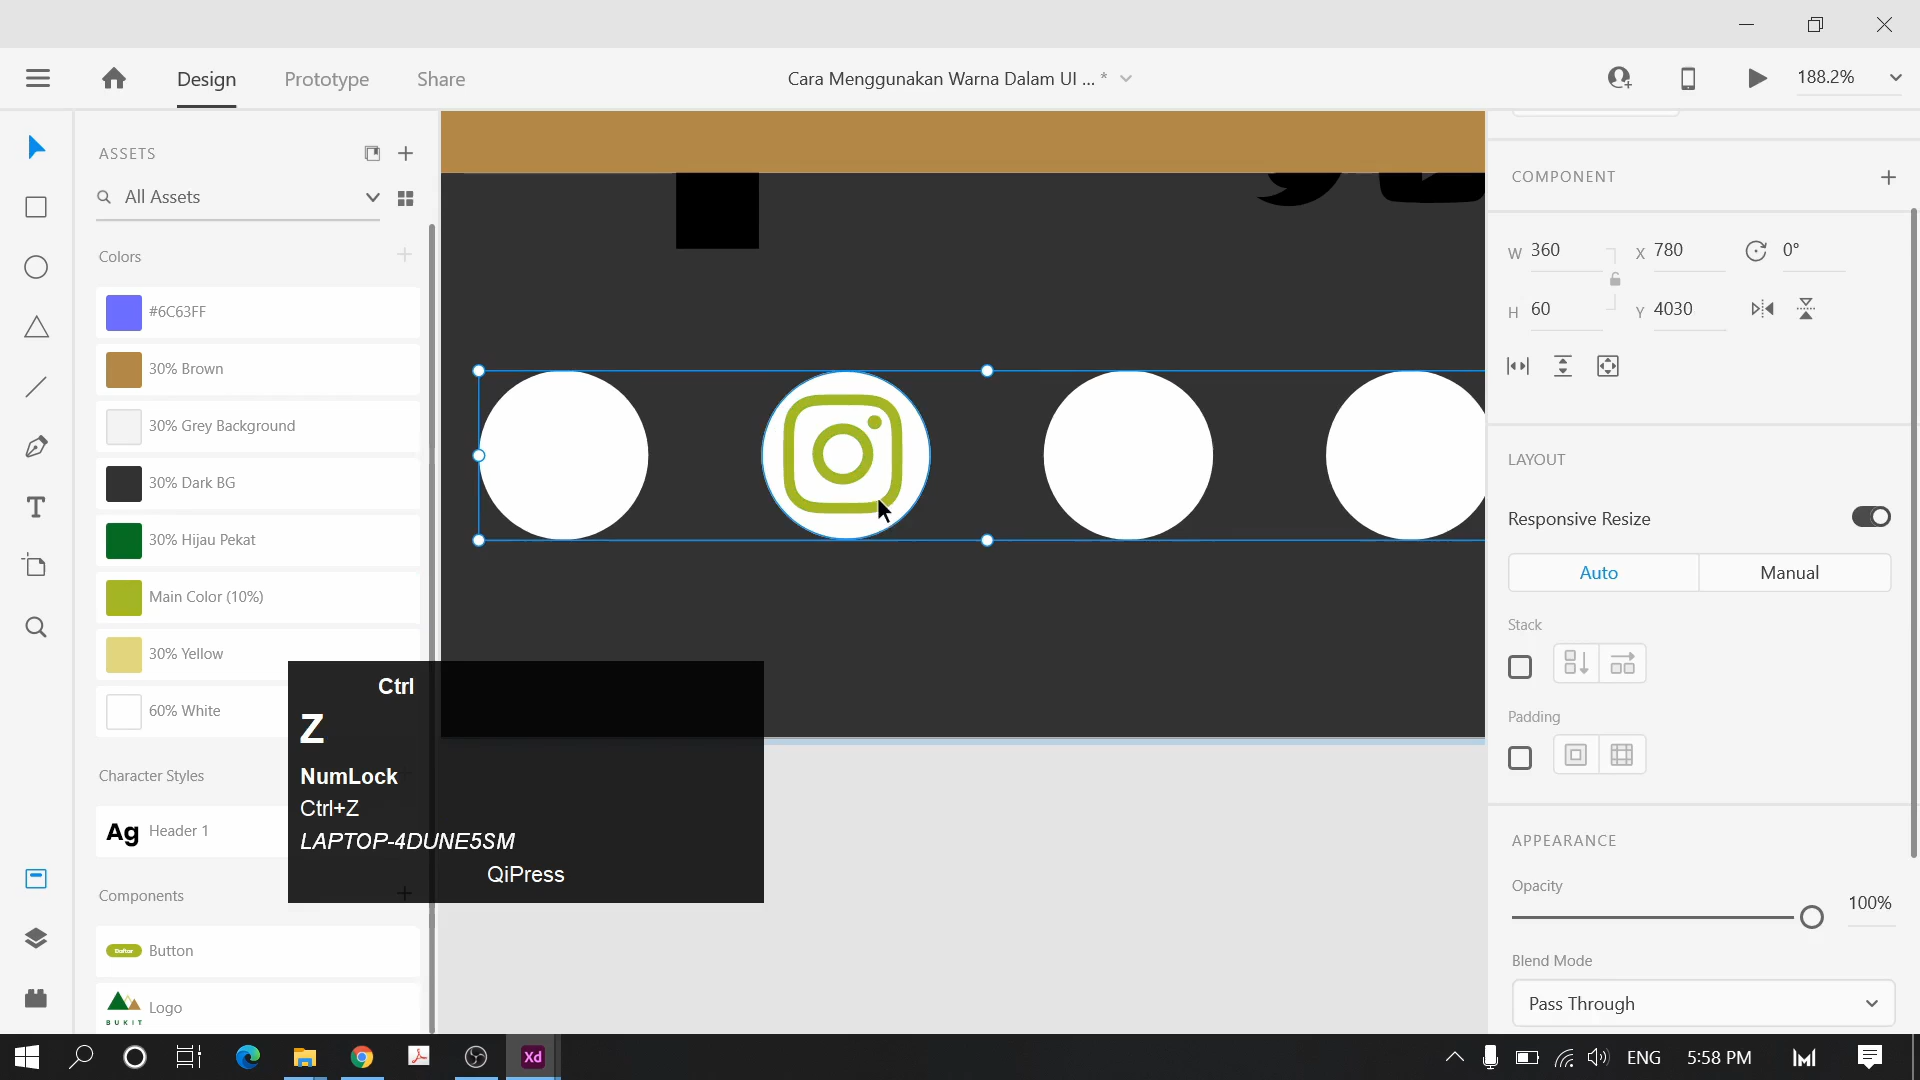 Design
Prototype
Share
Cara Menggunakan Warna Dalam UI ... *
188.2%
ASSETS
All Assets
Colors
#6C63FF
30% Brown
30% Grey Background
30% Dark BG
30% Hijau Pekat
Main Color (10%)
30% Yellow
60% White
Character Styles
Ag Header 1
Components
Daftar Button
BUKIT Logo
Ctrl
Z
NumLock
Ctrl+Z
LAPTOP-4DUNE5SM
QiPress
COMPONENT
W 360 X 780 0°
H 60 Y 4030
LAYOUT
Responsive Resize
Auto Manual
Stack
Padding
APPEARANCE
Opacity
100%
Blend Mode
Pass Through
Xd
ENG 5:58 PM